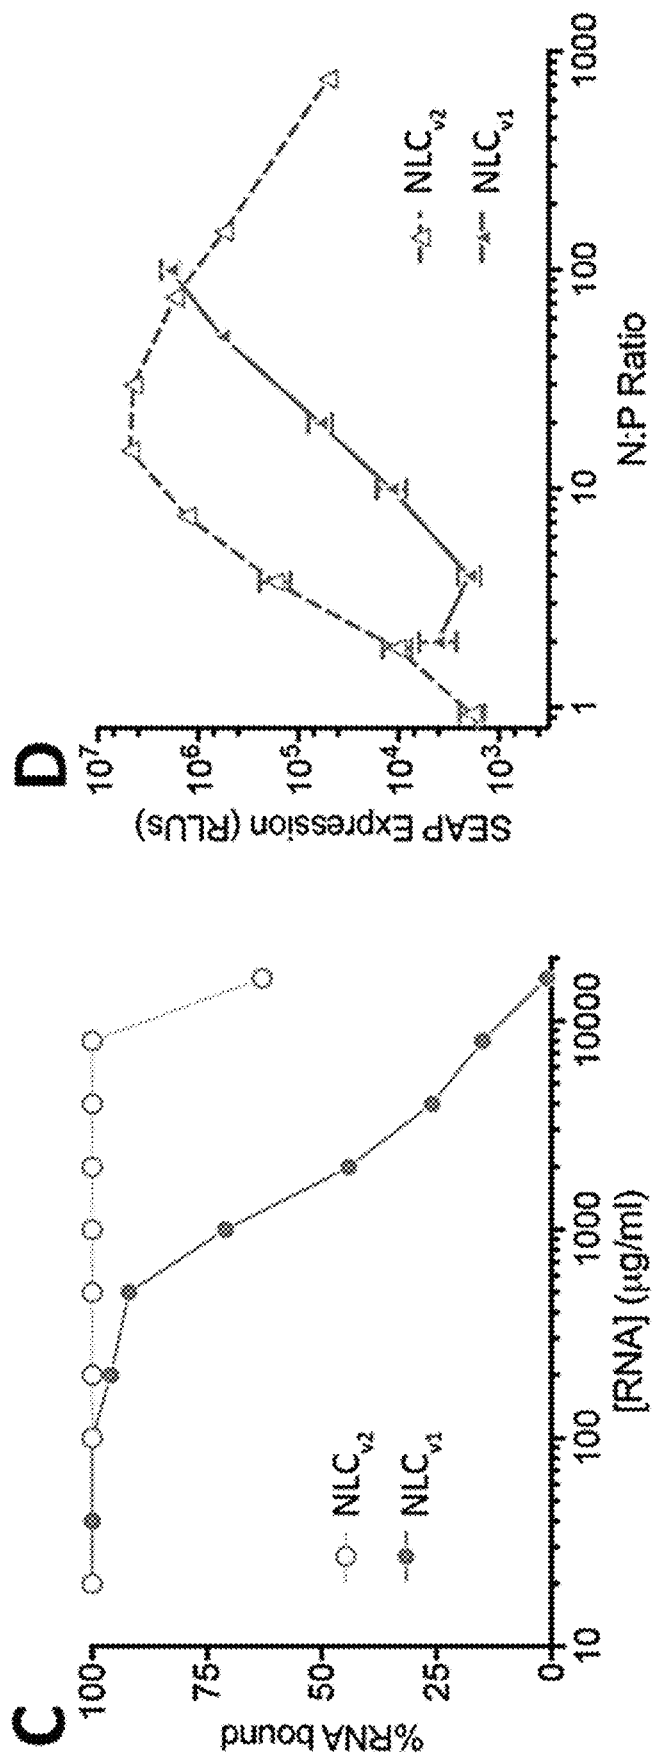 C
%RNA bound
100
75
50
25
0
NLCv2
NLCv1
10
100
1000
10000
[RNA] (μg/ml)
D
SEAP Expression (RLUs)
10⁷
10⁶
10⁵
10⁴
10³
NLCv2
NLCv1
1
10
100
1000
N:P Ratio